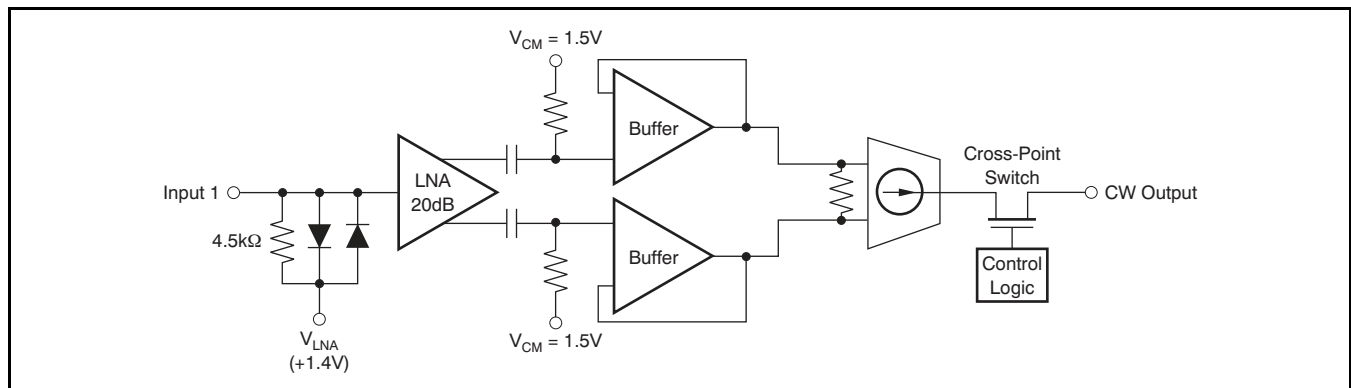 V_CM = 1.5V
Buffer
Cross-Point
Switch
LNA
20dB
Input 1
CW Output
4.5kΩ
Buffer
Control
Logic
V_LNA
(+1.4V)
V_CM = 1.5V